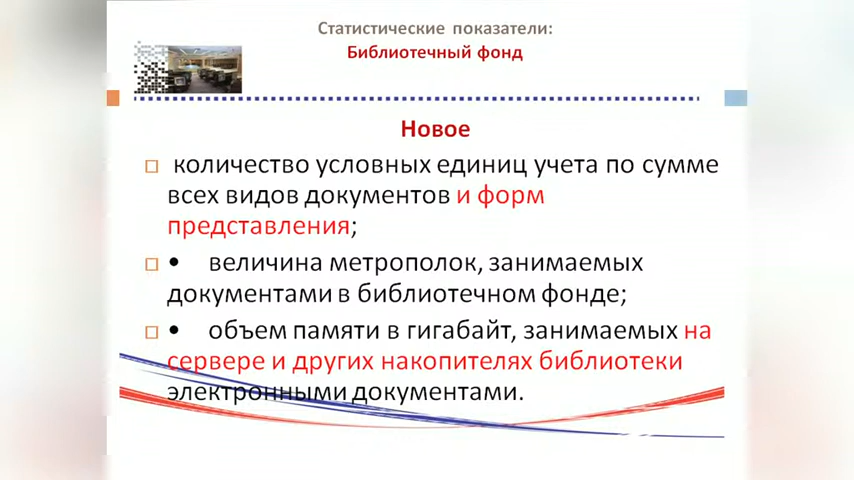 Статистические показатели:
Библиотечный фонд
Новое
количество условных единиц учета по сумме
всех видов документов и форм
представления;
• величина метрополок, занимаемых
документами в библиотечном фонде;
• объем памяти в гигабайт, занимаемых на
сервере и других накопителях библиотеки
электронными документами.